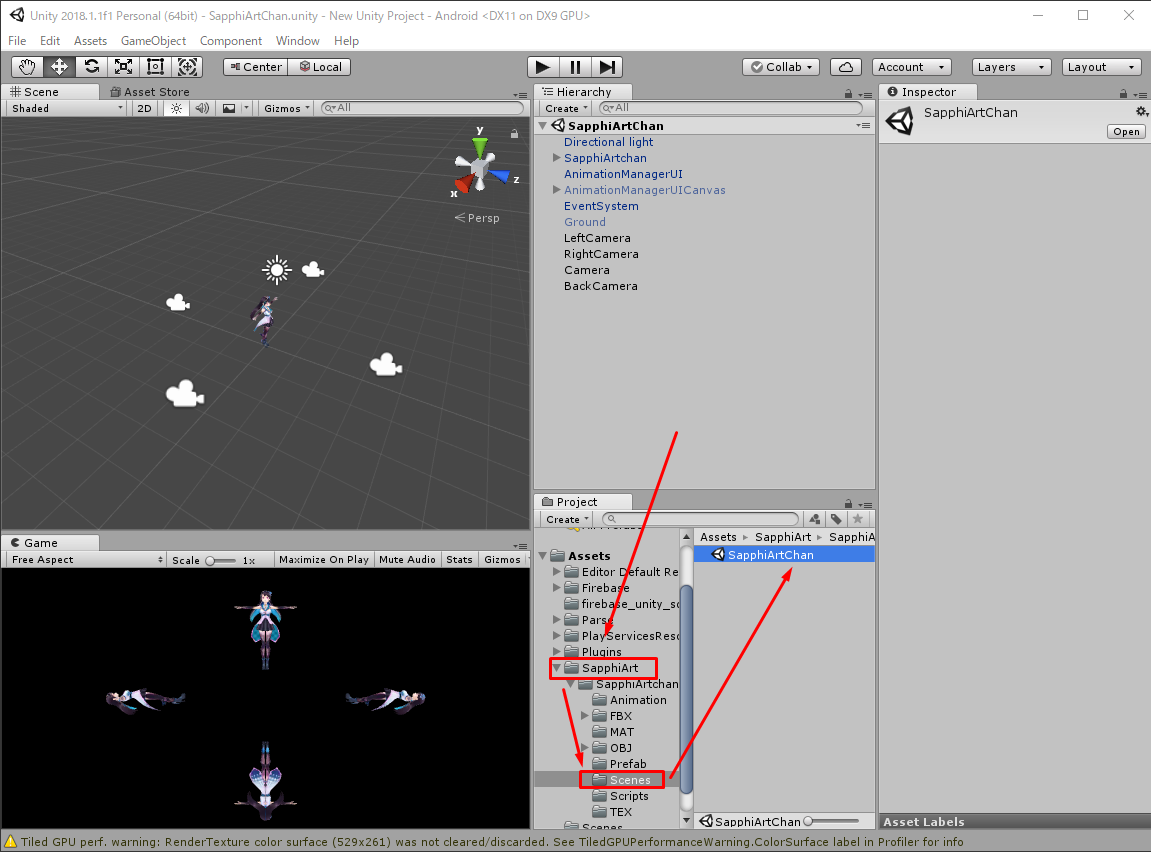 Unity 2018.1.1f1 Personal (64bit) - SapphiArtChan.unity - New Unity Project - Android <DX11 on DX9 GPU>
File Edit Assets GameObject Component Window Help
Center Local Collab Account Layers Layout
Scene Asset Store
Shaded 2D Gizmos All
y
x
z
Persp
Hierarchy
Create All
SapphiArtChan
Directional light
SapphiArtchan
AnimationManagerUI
AnimationManagerUICanvas
EventSystem
Ground
LeftCamera
RightCamera
Camera
BackCamera
Inspector
SapphiArtChan
Open
Game
Free Aspect Scale 1x Maximize On Play Mute Audio Stats Gizmos
Project
Create
Assets
Editor Default Re
Firebase
firebase_unity_sd
Parse
PlayServicesReso
Plugins
SapphiArt
SapphiArtchan
Animation
FBX
MAT
OBJ
Prefab
Scenes
Scripts
TEX
Scenes
Assets SapphiArt SapphiA
SapphiArtChan
SapphiArtChan
Asset Labels
Tiled GPU perf. warning: RenderTexture color surface (529x261) was not cleared/discarded. See TiledGPUPerformanceWarning.ColorSurface label in Profiler for info